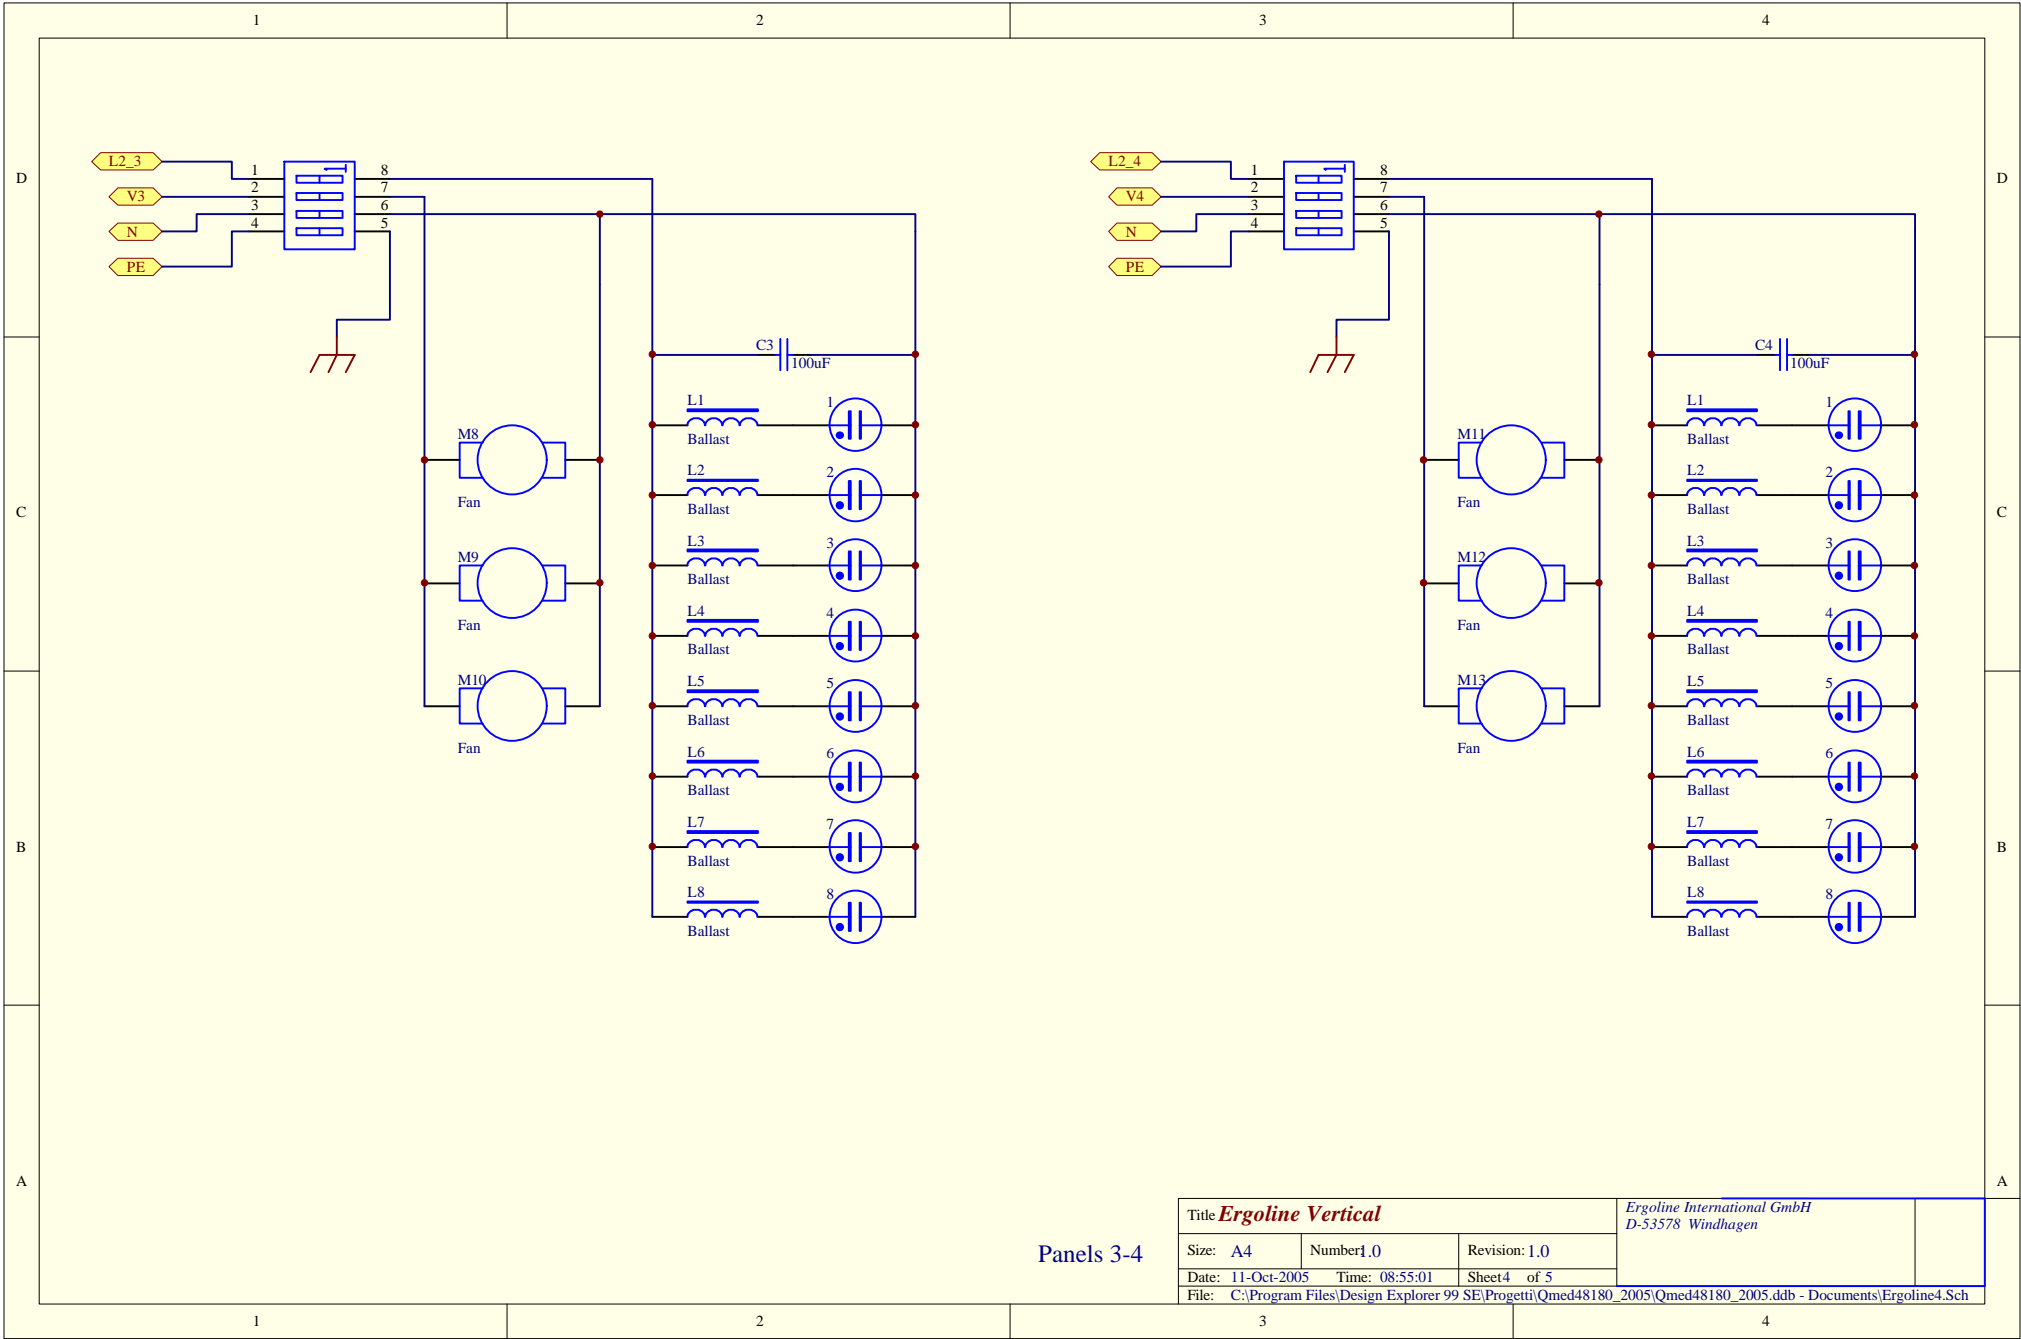 1 2 3 4
D D
C C
B B
A A
L2_3
V3
N
PE
1 8
2 7
3 6
4 5
1
C3
100uF
M8
Fan
M9
Fan
M10
Fan
L1 1
Ballast
L2 2
Ballast
L3 3
Ballast
L4 4
Ballast
L5 5
Ballast
L6 6
Ballast
L7 7
Ballast
L8 8
Ballast
L2_4
V4
N
PE
1 8
2 7
3 6
4 5
1
C4
100uF
M11
Fan
M12
Fan
M13
Fan
L1 1
Ballast
L2 2
Ballast
L3 3
Ballast
L4 4
Ballast
L5 5
Ballast
L6 6
Ballast
L7 7
Ballast
L8 8
Ballast
Panels 3-4
Title Ergoline Vertical
Ergoline International GmbH
D-53578 Windhagen
Size: A4 Number: 1.0 Revision: 1.0
Date: 11-Oct-2005 Time: 08:55:01 Sheet 4 of 5
File: C:\Program Files\Design Explorer 99 SE\Progetti\Qmed48180_2005\Qmed48180_2005.ddb - Documents\Ergoline4.Sch
1 2 3 4